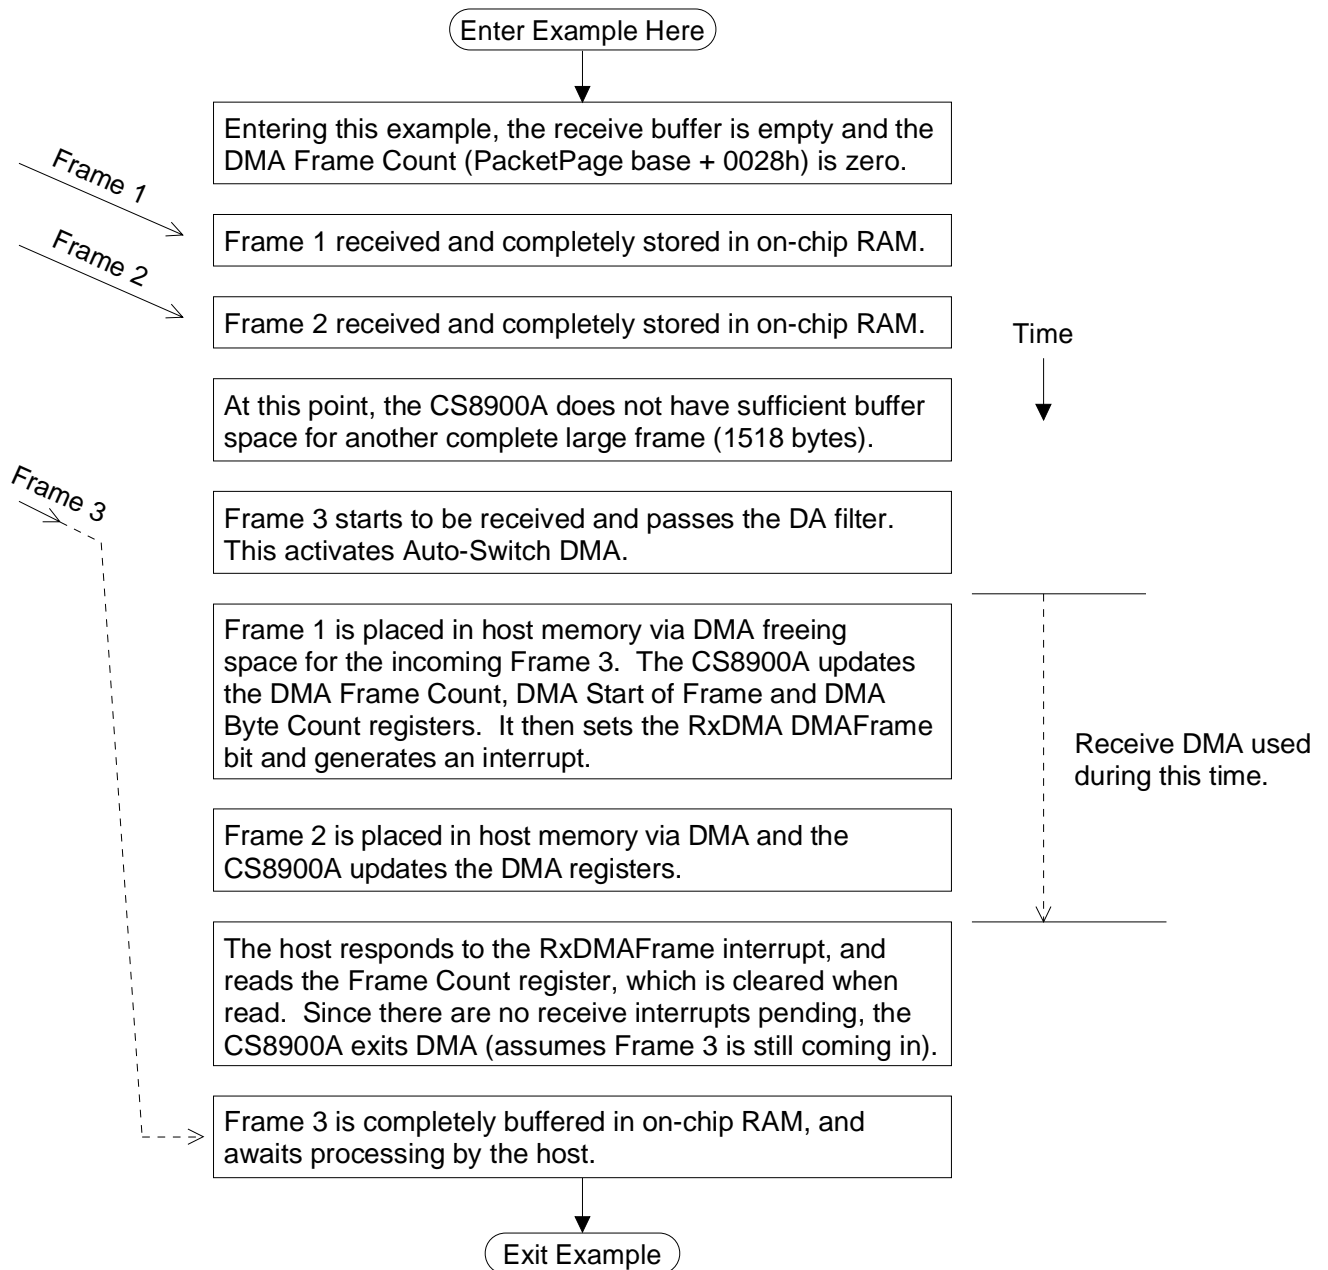 Enter Example Here
Entering this example, the receive buffer is empty and the
DMA Frame Count (PacketPage base + 0028h) is zero.
Frame 1
Frame 1 received and completely stored in on-chip RAM.
Frame 2
Frame 2 received and completely stored in on-chip RAM.
Time
At this point, the CS8900A does not have sufficient buffer
space for another complete large frame (1518 bytes).
Frame 3
Frame 3 starts to be received and passes the DA filter.
This activates Auto-Switch DMA.
Frame 1 is placed in host memory via DMA freeing
space for the incoming Frame 3.  The CS8900A updates
the DMA Frame Count, DMA Start of Frame and DMA
Byte Count registers.  It then sets the RxDMA DMAFrame
bit and generates an interrupt.
Receive DMA used
during this time.
Frame 2 is placed in host memory via DMA and the
CS8900A updates the DMA registers.
The host responds to the RxDMAFrame interrupt, and
reads the Frame Count register, which is cleared when
read.  Since there are no receive interrupts pending, the
CS8900A exits DMA (assumes Frame 3 is still coming in).
Frame 3 is completely buffered in on-chip RAM, and
awaits processing by the host.
Exit Example